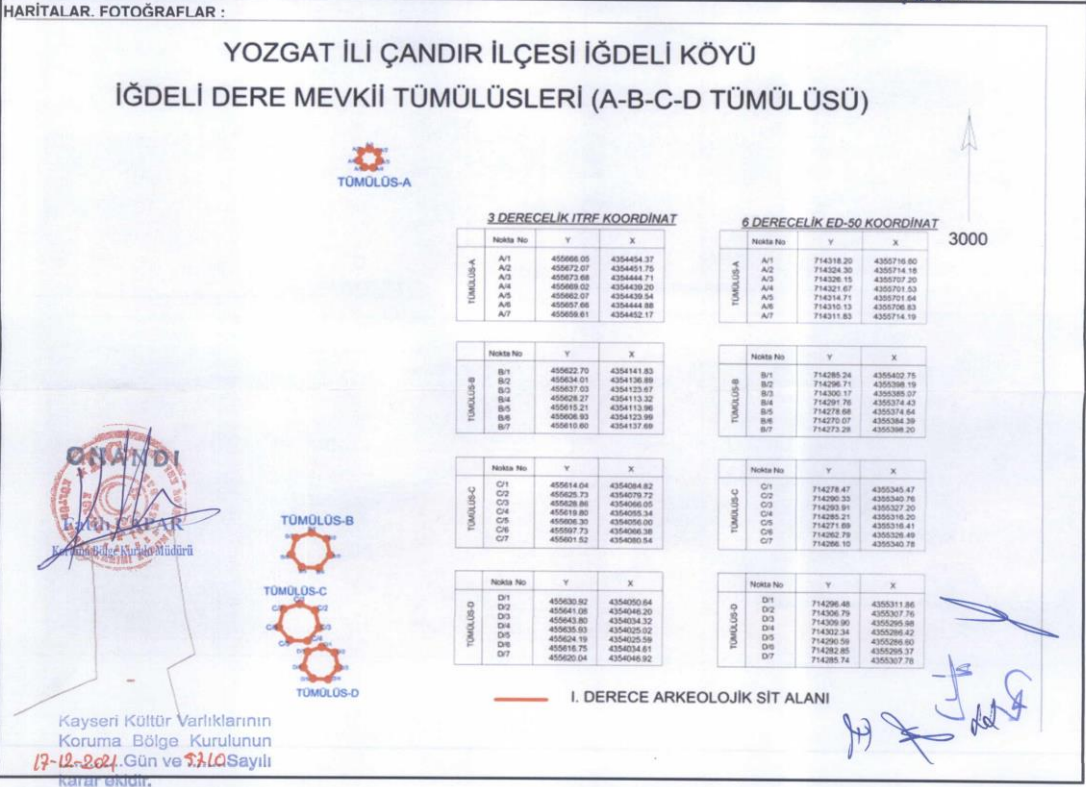 HARİTALAR. FOTOĞRAFLAR :
YOZGAT İLİ ÇANDIR İLÇESİ İĞDELİ KÖYÜ
İĞDELİ DERE MEVKİİ TÜMÜLÜSLERİ (A-B-C-D TÜMÜLÜSÜ)
TÜMÜLÜS-A
3 DERECELİK ITRF KOORDİNAT
TÜMÜLÜS-A
Nokta No Y X
A/1 455666.05 4354454.37
A/2 455672.07 4354451.75
A/3 455673.68 4354444.71
A/4 455669.02 4354439.20
A/5 455662.07 4354439.54
A/6 455657.66 4354444.88
A/7 455659.61 4354452.17
TÜMÜLÜS-B
Nokta No Y X
B/1 455622.70 4354141.83
B/2 455634.01 4354136.89
B/3 455637.03 4354123.67
B/4 455628.27 4354113.32
B/5 455615.21 4354113.96
B/6 455606.93 4354123.99
B/7 455610.60 4354137.69
TÜMÜLÜS-C
Nokta No Y X
C/1 455614.04 4354084.82
C/2 455625.73 4354079.72
C/3 455628.86 4354066.05
C/4 455619.80 4354055.34
C/5 455606.30 4354056.00
C/6 455597.73 4354066.38
C/7 455601.52 4354080.54
TÜMÜLÜS-D
Nokta No Y X
D/1 455630.92 4354050.64
D/2 455641.08 4354046.20
D/3 455643.80 4354034.32
D/4 455635.93 4354025.02
D/5 455624.19 4354025.59
D/6 455616.75 4354034.61
D/7 455620.04 4354046.92
6 DERECELİK ED-50 KOORDİNAT
TÜMÜLÜS-A
Nokta No Y X
A/1 714318.20 4355716.60
A/2 714324.30 4355714.18
A/3 714326.15 4355707.20
A/4 714321.67 4355701.53
A/5 714314.71 4355701.64
A/6 714310.13 4355706.83
A/7 714311.83 4355714.19
TÜMÜLÜS-B
Nokta No Y X
B/1 714285.24 4355402.75
B/2 714296.71 4355398.19
B/3 714300.17 4355385.07
B/4 714291.76 4355374.43
B/5 714278.68 4355374.64
B/6 714270.07 4355384.39
B/7 714273.28 4355398.20
TÜMÜLÜS-C
Nokta No Y X
C/1 714278.47 4355345.47
C/2 714290.33 4355340.76
C/3 714293.91 4355327.20
C/4 714285.21 4355316.20
C/5 714271.69 4355316.41
C/6 714262.79 4355326.49
C/7 714266.10 4355340.78
TÜMÜLÜS-D
Nokta No Y X
D/1 714296.48 4355311.86
D/2 714306.79 4355307.76
D/3 714309.90 4355295.98
D/4 714302.34 4355286.42
D/5 714290.59 4355286.60
D/6 714282.85 4355295.37
D/7 714285.74 4355307.78
3000
ONANDI
Fatih ÇAPAR
Koruma Bölge Kurulu Müdürü
TÜMÜLÜS-B
TÜMÜLÜS-C
TÜMÜLÜS-D
I. DERECE ARKEOLOJİK SİT ALANI
Kayseri Kültür Varlıklarının
Koruma Bölge Kurulunun
17-12-2021 Gün ve 5710 Sayılı
karar ekidir.